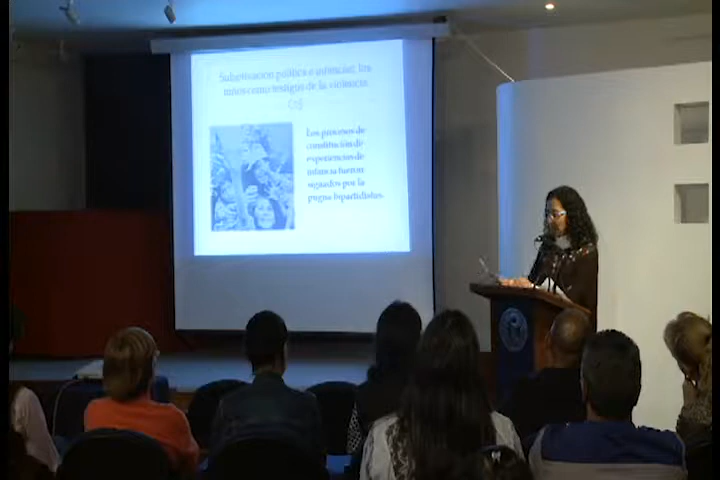 Subjetivación política e infancias: los
niños como testigos de la violencia
Los procesos de
constitución de
experiencias de
infancia fueron
signados por la
pugna bipartidista.